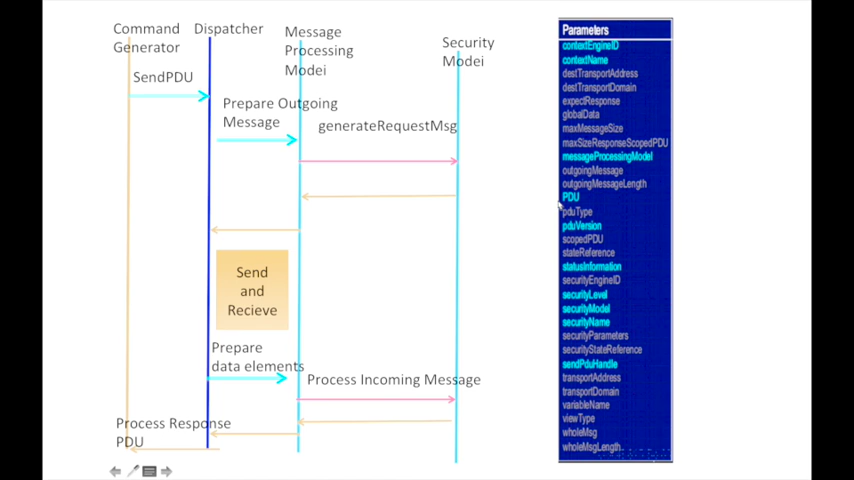 Command
Generator
Dispatcher
Message
Processing
Modei
Security
Modei
SendPDU
Prepare Outgoing
Message
generateRequestMsg
Send
and
Recieve
Prepare
data elements
Process Incoming Message
Process Response
PDU
Parameters
contextEngineID
contextName
destTransportAddress
destTransportDomain
expectResponse
globalData
maxMessageSize
maxSizeResponseScopedPDU
messageProcessingModel
outgoingMessage
outgoingMessageLength
PDU
pduType
pduVersion
scopedPDU
stateReference
statusInformation
securityEngineID
securityLevel
securityModel
securityName
securityParameters
securityStateReference
sendPduHandle
transportAddress
transportDomain
variableName
viewType
wholeMsg
wholeMsgLength